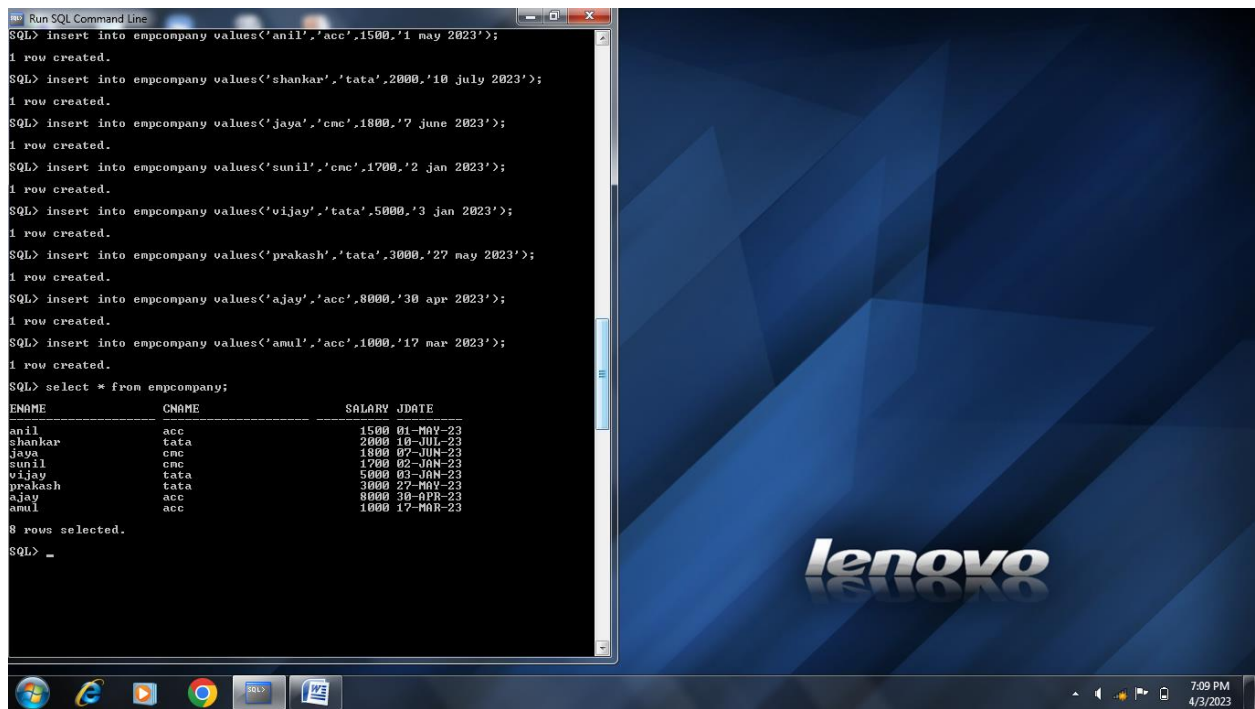 Run SQL Command Line
SQL> insert into empcompany values('anil','acc',1500,'1 may 2023');
1 row created.
SQL> insert into empcompany values('shankar','tata',2000,'10 july 2023');
1 row created.
SQL> insert into empcompany values('jaya','cmc',1800,'7 june 2023');
1 row created.
SQL> insert into empcompany values('sunil','cmc',1700,'2 jan 2023');
1 row created.
SQL> insert into empcompany values('vijay','tata',5000,'3 jan 2023');
1 row created.
SQL> insert into empcompany values('prakash','tata',3000,'27 may 2023');
1 row created.
SQL> insert into empcompany values('ajay','acc',8000,'30 apr 2023');
1 row created.
SQL> insert into empcompany values('amul','acc',1000,'17 mar 2023');
1 row created.
SQL> select * from empcompany;
ENAME CNAME SALARY JDATE
anil acc 1500 01-MAY-23
shankar tata 2000 10-JUL-23
jaya cmc 1800 07-JUN-23
sunil cmc 1700 02-JAN-23
vijay tata 5000 03-JAN-23
prakash tata 3000 27-MAY-23
ajay acc 8000 30-APR-23
amul acc 1000 17-MAR-23
8 rows selected.
SQL> _
lenovo
SQL>
W
7:09 PM
4/3/2023